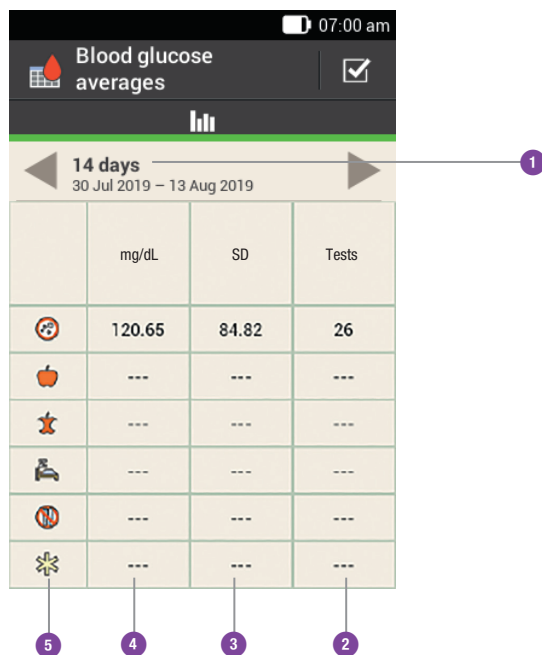 07:00 am
Blood glucose
averages
14 days
30 Jul 2019 – 13 Aug 2019
mg/dL SD Tests
120.65 84.82 26
--- --- ---
--- --- ---
--- --- ---
--- --- ---
--- --- ---
1
5 4 3 2